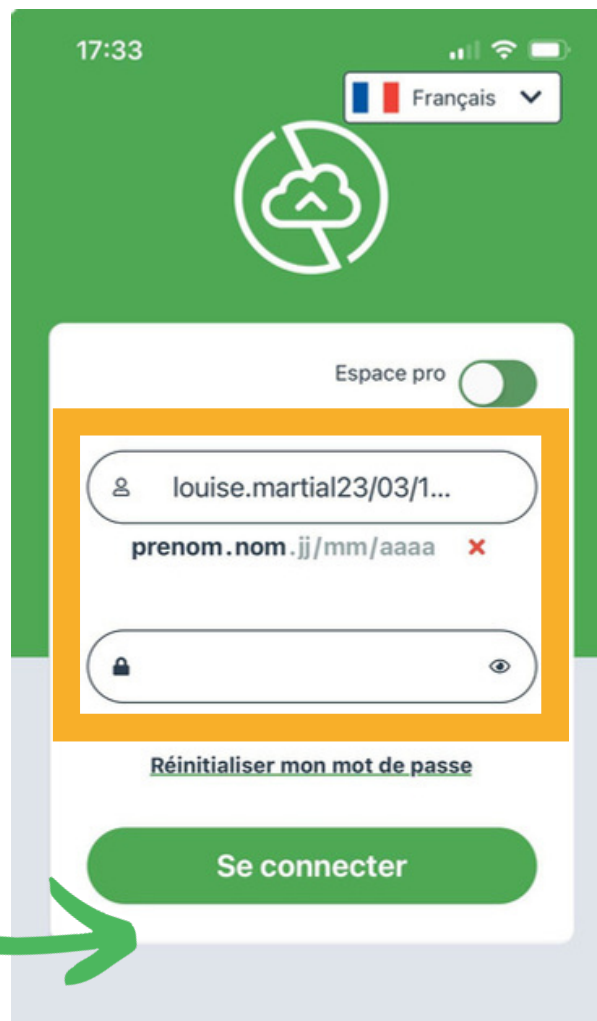 17:33
Français
Espace pro
louise.martial23/03/1...
prenom.nom.jj/mm/aaaa
Réinitialiser mon mot de passe
Se connecter